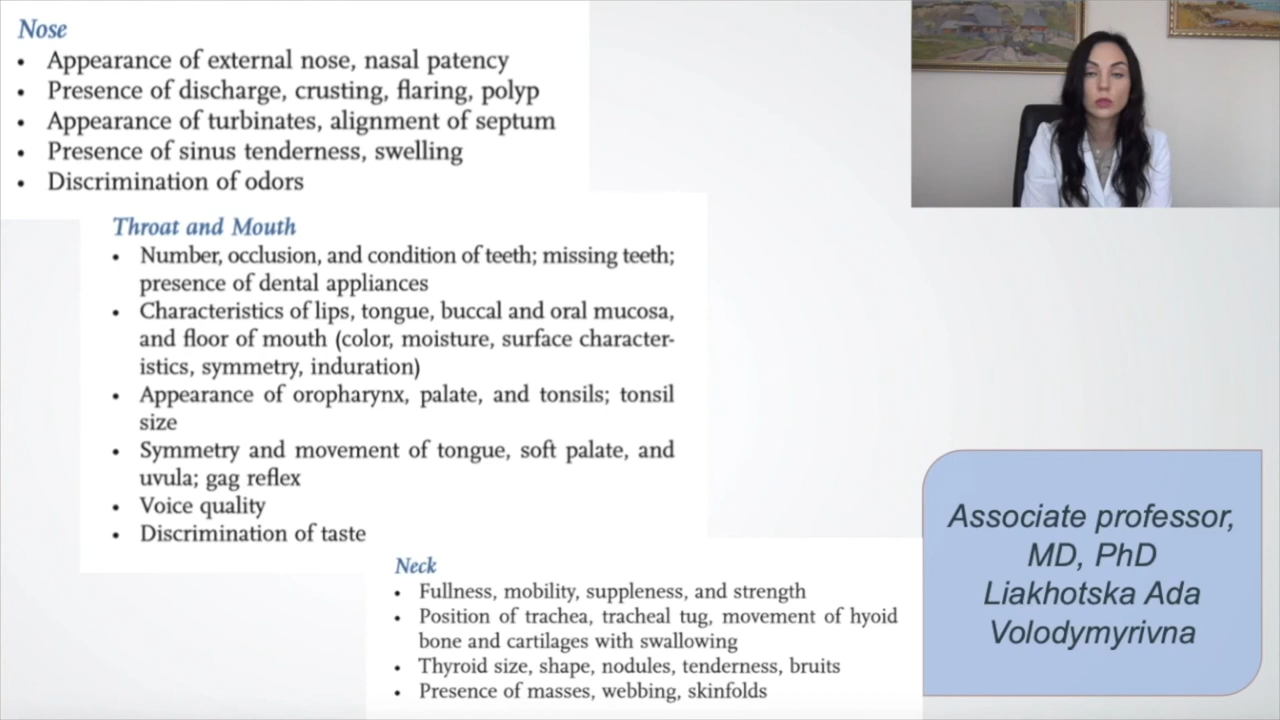 Nose
• Appearance of external nose, nasal patency
• Presence of discharge, crusting, flaring, polyp
• Appearance of turbinates, alignment of septum
• Presence of sinus tenderness, swelling
• Discrimination of odors
Throat and Mouth
• Number, occlusion, and condition of teeth; missing teeth;
presence of dental appliances
• Characteristics of lips, tongue, buccal and oral mucosa,
and floor of mouth (color, moisture, surface character-
istics, symmetry, induration)
• Appearance of oropharynx, palate, and tonsils; tonsil
size
• Symmetry and movement of tongue, soft palate, and
uvula; gag reflex
• Voice quality
• Discrimination of taste
Neck
• Fullness, mobility, suppleness, and strength
• Position of trachea, tracheal tug, movement of hyoid
bone and cartilages with swallowing
• Thyroid size, shape, nodules, tenderness, bruits
• Presence of masses, webbing, skinfolds
Associate professor,
MD, PhD
Liakhotska Ada
Volodymyrivna